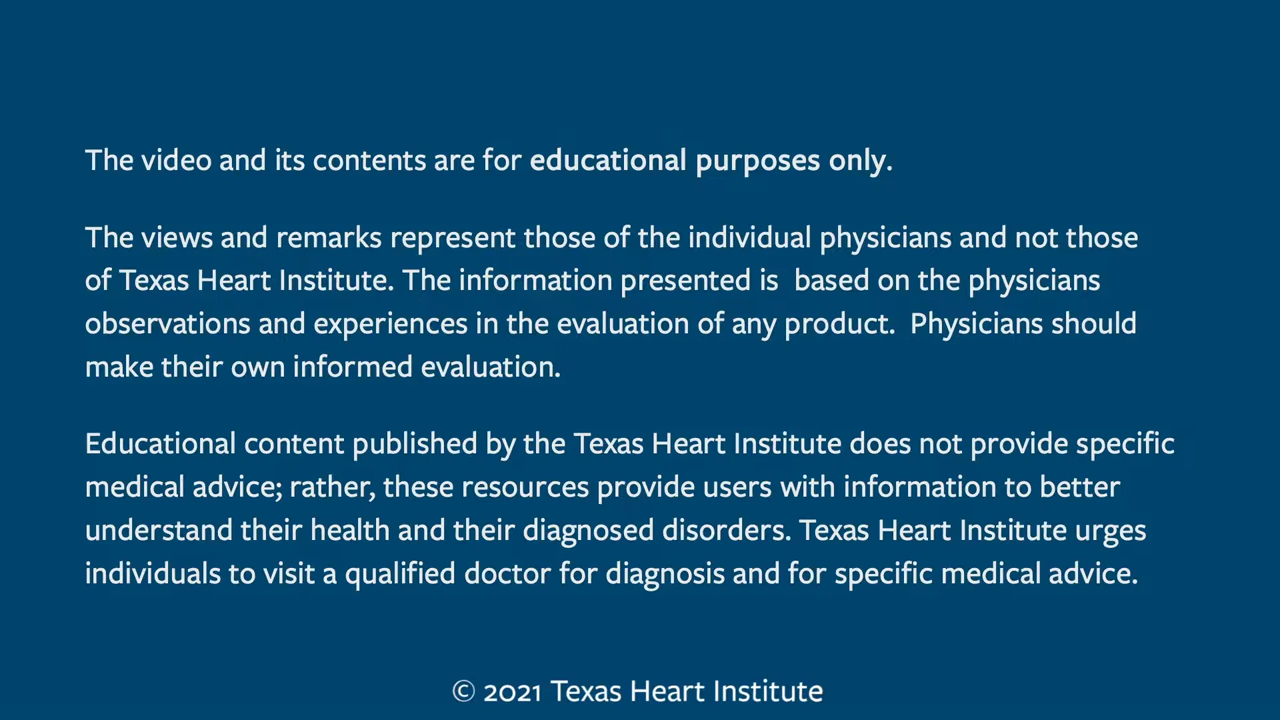 The video and its contents are for educational purposes only.
The views and remarks represent those of the individual physicians and not those
of Texas Heart Institute. The information presented is  based on the physicians
observations and experiences in the evaluation of any product.  Physicians should
make their own informed evaluation.
Educational content published by the Texas Heart Institute does not provide specific
medical advice; rather, these resources provide users with information to better
understand their health and their diagnosed disorders. Texas Heart Institute urges
individuals to visit a qualified doctor for diagnosis and for specific medical advice.
© 2021 Texas Heart Institute